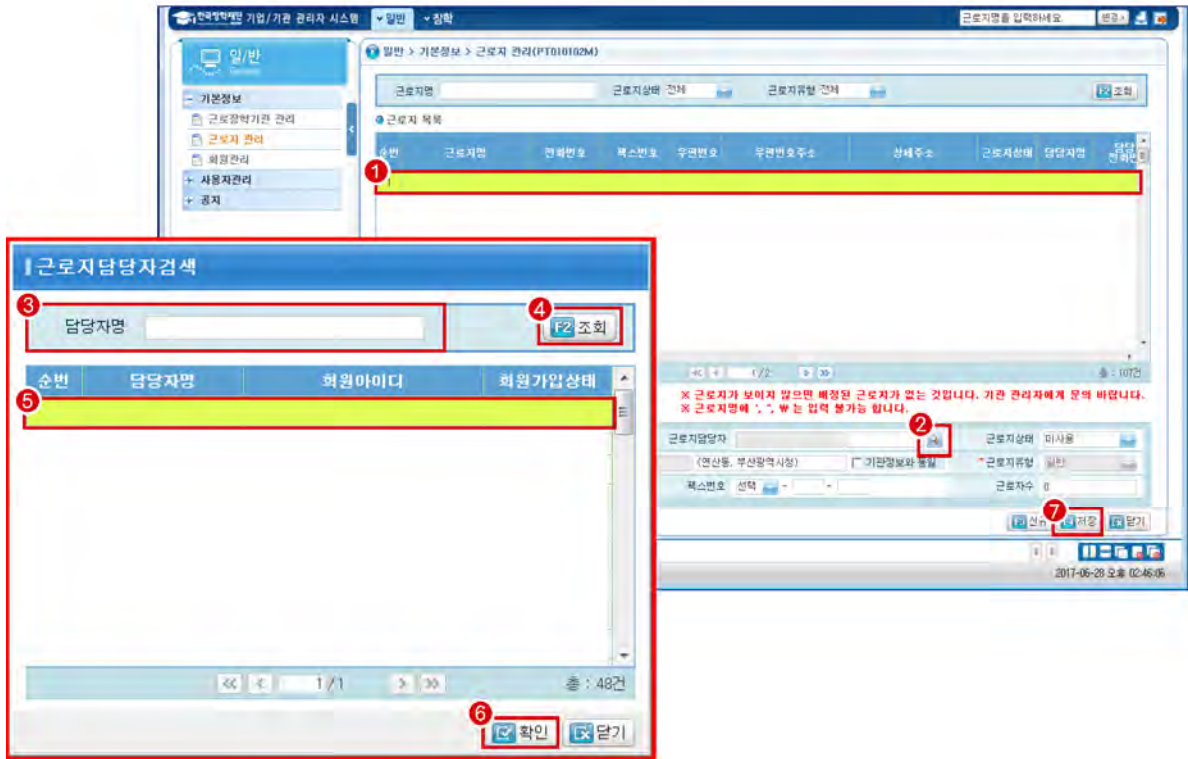 한국장학재단 기업/기관 관리자 시스템 일반 장학 근로지명을 입력하세요 변경
일/반
일반 > 기본정보 > 근로지 관리(PT010102M)
근로지명 근로지상태 전체 근로지유형 전체 F2 조회
기본정보
근로장학기관 관리
근로지 관리
회원관리
사용자관리
공지
근로지 목록
순번 근로지명 전화번호 팩스번호 우편번호 우편번호주소 상세주소 근로지상태 담당자명 담당
1
1
근로지담당자검색
3
담당자명
4
F2 조회
순번 담당자명 회원아이디 회원가입상태
5
1/1 총 : 48건
6
확인 닫기
1/2 총 : 107건
※ 근로지가 보이지 않으면 배정된 근로지가 없는 것입니다. 기관 관리자에게 문의 바랍니다.
※ 근로지명에 ', ", ₩ 는 입력 불가능 합니다.
2
근로지담당자 근로지상태 미사용
(연산동, 부산광역시청) 기관정보와 동일 *근로지유형 일반
팩스번호 선택 - - 근로자수 0
7
저장 닫기
2017-06-28 오후 02:46:06